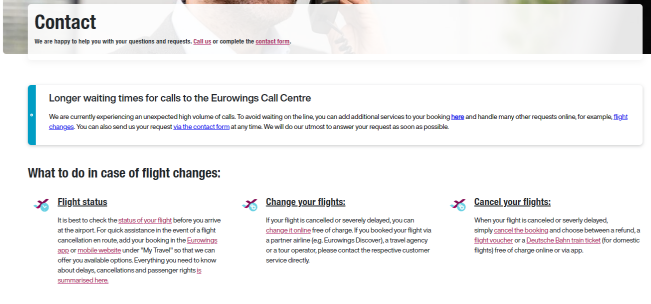 Contact
We are happy to help you with your questions and requests. Call us or complete the contact form.
Longer waiting times for calls to the Eurowings Call Centre
We are currently experiencing an unexpected high volume of calls. To avoid waiting on the line, you can add additional services to your booking here and handle many other requests online, for example, flight
changes. You can also send us your request via the contact form at any time. We will do our utmost to answer your request as soon as possible.
What to do in case of flight changes:
Flight status
It is best to check the status of your flight before you arrive
at the airport. For quick assistance in the event of a flight
cancellation en route, add your booking in the Eurowings
app or mobile website under "My Travel" so that we can
offer you available options. Everything you need to know
about delays, cancellations and passenger rights is
summarised here.
Change your flights:
If your flight is cancelled or severely delayed, you can
change it online free of charge. If you booked your flight via
a partner airline (e.g. Eurowings Discover), a travel agency
or a tour operator, please contact the respective customer
service directly.
Cancel your flights:
When your flight is canceled or severly delayed,
simply cancel the booking and choose between a refund, a
flight voucher or a Deutsche Bahn train ticket (for domestic
flights) free of charge online or via app.